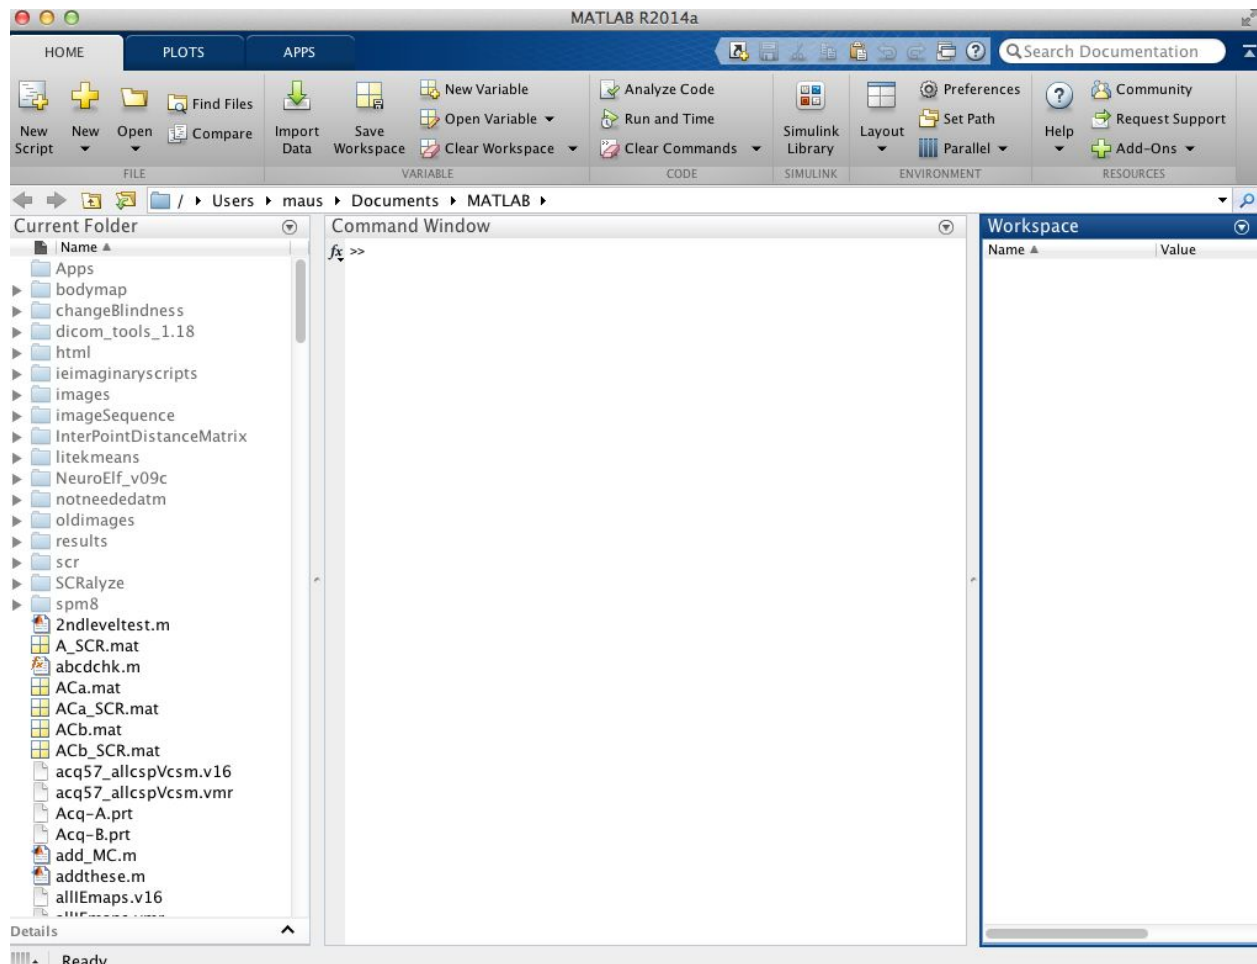 MATLAB R2014a
HOME PLOTS APPS Search Documentation
New Script New Open Find Files Compare
Import Data Save Workspace New Variable Open Variable Clear Workspace
Analyze Code Run and Time Clear Commands
Simulink Library Layout Preferences Set Path Parallel
Help Community Request Support Add-Ons
FILE VARIABLE CODE SIMULINK ENVIRONMENT RESOURCES
/ Users maus Documents MATLAB
Current Folder
Name
Apps
bodymap
changeBlindness
dicom_tools_1.18
html
ieimaginaryscripts
images
imageSequence
InterPointDistanceMatrix
litekmeans
NeuroElf_v09c
notneededatm
oldimages
results
scr
SCRalyze
spm8
2ndleveltest.m
A_SCR.mat
abcdchk.m
ACa.mat
ACa_SCR.mat
ACb.mat
ACb_SCR.mat
acq57_allcspVcsm.v16
acq57_allcspVcsm.vmr
Acq-A.prt
Acq-B.prt
add_MC.m
addthese.m
allIEmaps.v16
Details
Command Window
fx >>
Workspace
Name Value
Ready